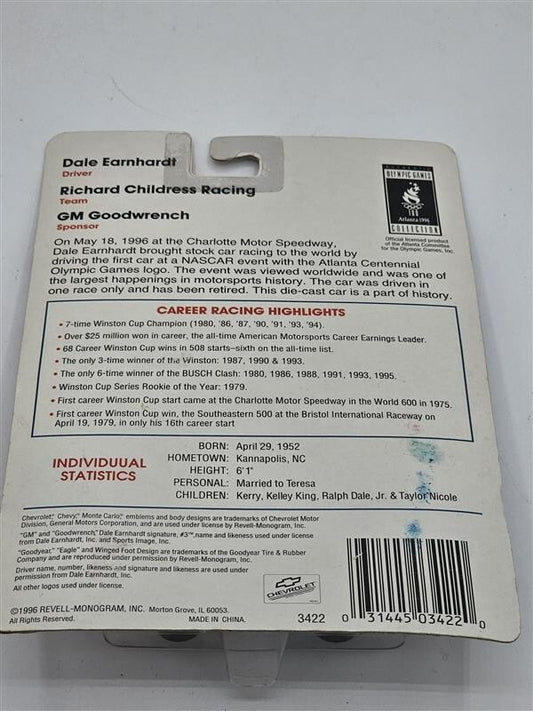 Dale Earnhardt
Driver
Richard Childress Racing
Team
GM Goodwrench
Sponsor
OLYMPIC GAMES
100
Atlanta 1996
COLLECTION
Official licensed product
of the Atlanta Committee
for the Olympic Games, Inc.
On May 18, 1996 at the Charlotte Motor Speedway,
Dale Earnhardt brought stock car racing to the world by
driving the first car at a NASCAR event with the Atlanta Centennial
Olympic Games logo. The event was viewed worldwide and was one of
the largest happenings in motorsports history. The car was driven in
one race only and has been retired. This die-cast car is a part of history.
CAREER RACING HIGHLIGHTS
• 7-time Winston Cup Champion (1980, '86, '87, '90, '91, '93, '94).
• Over $25 million won in career, the all-time American Motorsports Career Earnings Leader.
• 68 Career Winston Cup wins in 508 starts–sixth on the all-time list.
• The only 3-time winner of the Winston: 1987, 1990 & 1993.
• The only 6-time winner of the BUSCH Clash: 1980, 1986, 1988, 1991, 1993, 1995.
• Winston Cup Series Rookie of the Year: 1979.
• First career Winston Cup start came at the Charlotte Motor Speedway in the World 600 in 1975.
• First career Winston Cup win, the Southeastern 500 at the Bristol International Raceway on
April 19, 1979, in only his 16th career start
INDIVIDUUAL
STATISTICS
BORN: April 29, 1952
HOMETOWN: Kannapolis, NC
HEIGHT: 6'1"
PERSONAL: Married to Teresa
CHILDREN: Kerry, Kelley King, Ralph Dale, Jr. & Taylor Nicole
Chevrolet," Chevy," Monte Carlo," emblems and body designs are trademarks of Chevrolet Motor
Division, General Motors Corporation, and are used under license by Revell-Monogram, Inc.
"GM" and "Goodwrench," Dale Earnhardt signature, #3™,name and likeness used under license
from Dale Earnhardt, Inc. and Sports Image, Inc.
"Goodyear," "Eagle" and Winged Foot Design are trademarks of the Goodyear Tire & Rubber
Company and are reproduced under permission by Revell-Monogram, Inc.
Driver name, number, likeness and signature and likeness are used under
permission from Dale Earnhardt, Inc.
All other logos used under license.
CHEVROLET
©1996 REVELL-MONOGRAM, INC. Morton Grove, IL 60053.
All Rights Reserved. MADE IN CHINA. 3422
0 31445 03422 0